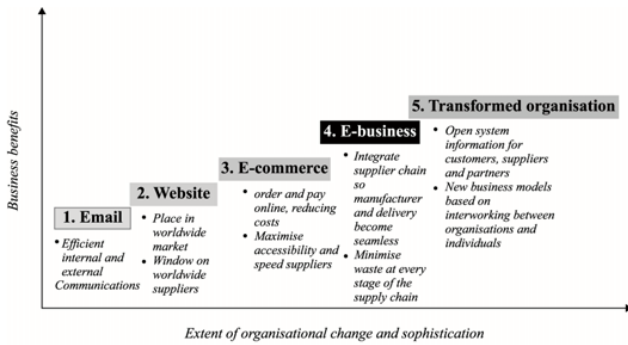 Business benefits
1. Email
Efficient
internal and
external
Communications
2. Website
Place in
worldwide
market
Window on
worldwide
suppliers
3. E-commerce
order and pay
online, reducing
costs
Maximise
accessibility and
speed suppliers
4. E-business
Integrate
supplier chain
so
manufacturer
and delivery
become
seamless
Minimise
waste at every
stage of the
supply chain
5. Transformed organisation
Open system
information for
customers, suppliers
and partners
New business models
based on
interworking between
organisations and
individuals
Extent of organisational change and sophistication